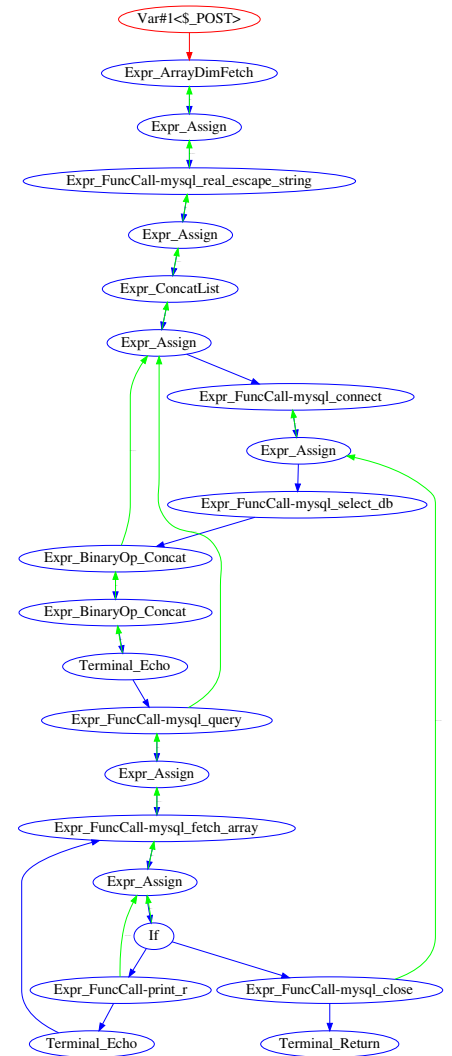 Var#1<$_POST>
Expr_ArrayDimFetch
Expr_Assign
Expr_FuncCall-mysql_real_escape_string
Expr_Assign
Expr_ConcatList
Expr_Assign
Expr_FuncCall-mysql_connect
Expr_Assign
Expr_FuncCall-mysql_select_db
Expr_BinaryOp_Concat
Expr_BinaryOp_Concat
Terminal_Echo
Expr_FuncCall-mysql_query
Expr_Assign
Expr_FuncCall-mysql_fetch_array
Expr_Assign
If
Expr_FuncCall-print_r Expr_FuncCall-mysql_close
Terminal_Echo Terminal_Return